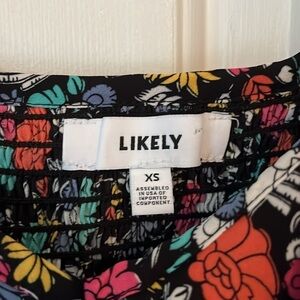 LIKELY
XS
ASSEMBLED
IN USA OF
IMPORTED
COMPONENT.